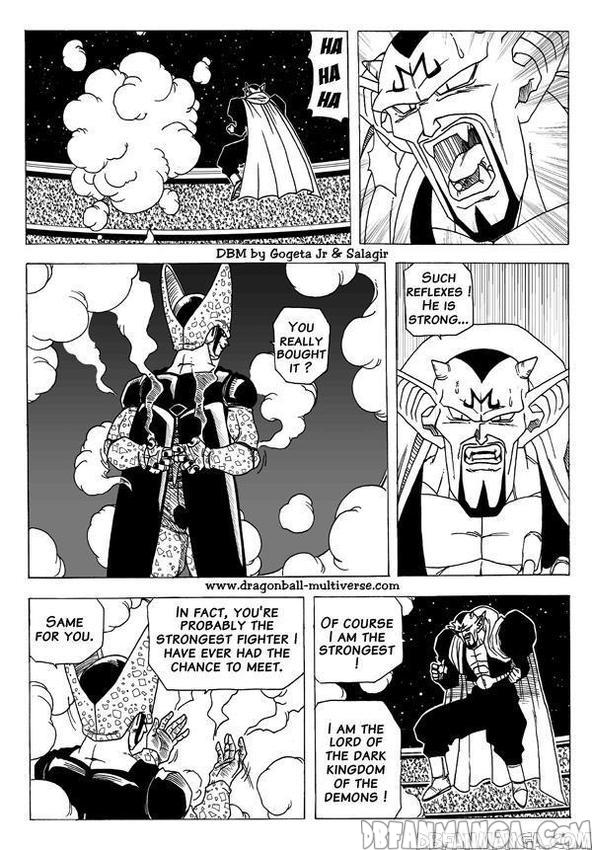 HA
HA
HA
M
DBM by Gogeta Jr & Salagir
YOU
REALLY
BOUGHT
IT ?
SUCH
REFLEXES !
HE IS
STRONG...
M
www.dragonball-multiverse.com
SAME
FOR YOU.
IN FACT, YOU'RE
PROBABLY THE
STRONGEST FIGHTER I
HAVE EVER HAD THE
CHANCE TO MEET.
OF COURSE
I AM THE
STRONGEST !
I AM THE
LORD OF
THE DARK
KINGDOM
OF THE
DEMONS !
DBFANMANGA.COM